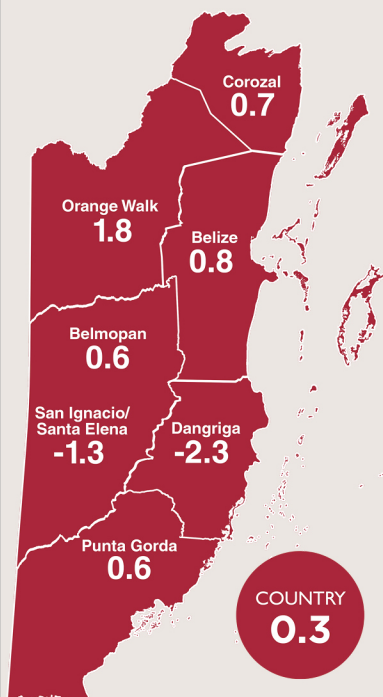 Corozal
0.7
Orange Walk
1.8
Belize
0.8
Belmopan
0.6
San Ignacio/
Santa Elena
-1.3
Dangriga
-2.3
Punta Gorda
0.6
COUNTRY
0.3